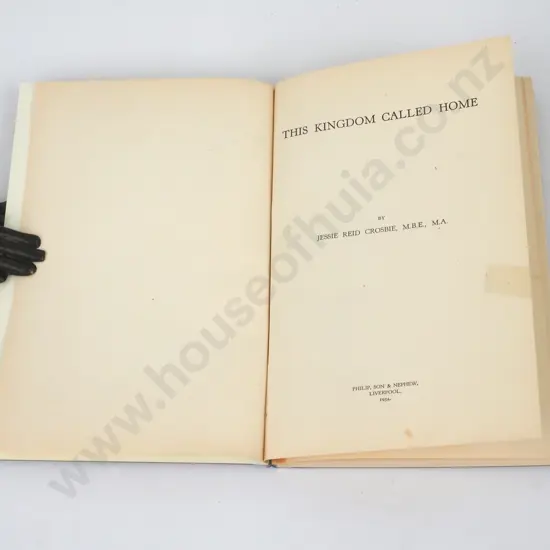 THIS KINGDOM CALLED HOME
BY
JESSIE REID CROSBIE, M.B.E., M.A.
PHILIP, SON & NEPHEW,
LIVERPOOL,
www.houseofhuia.co.nz